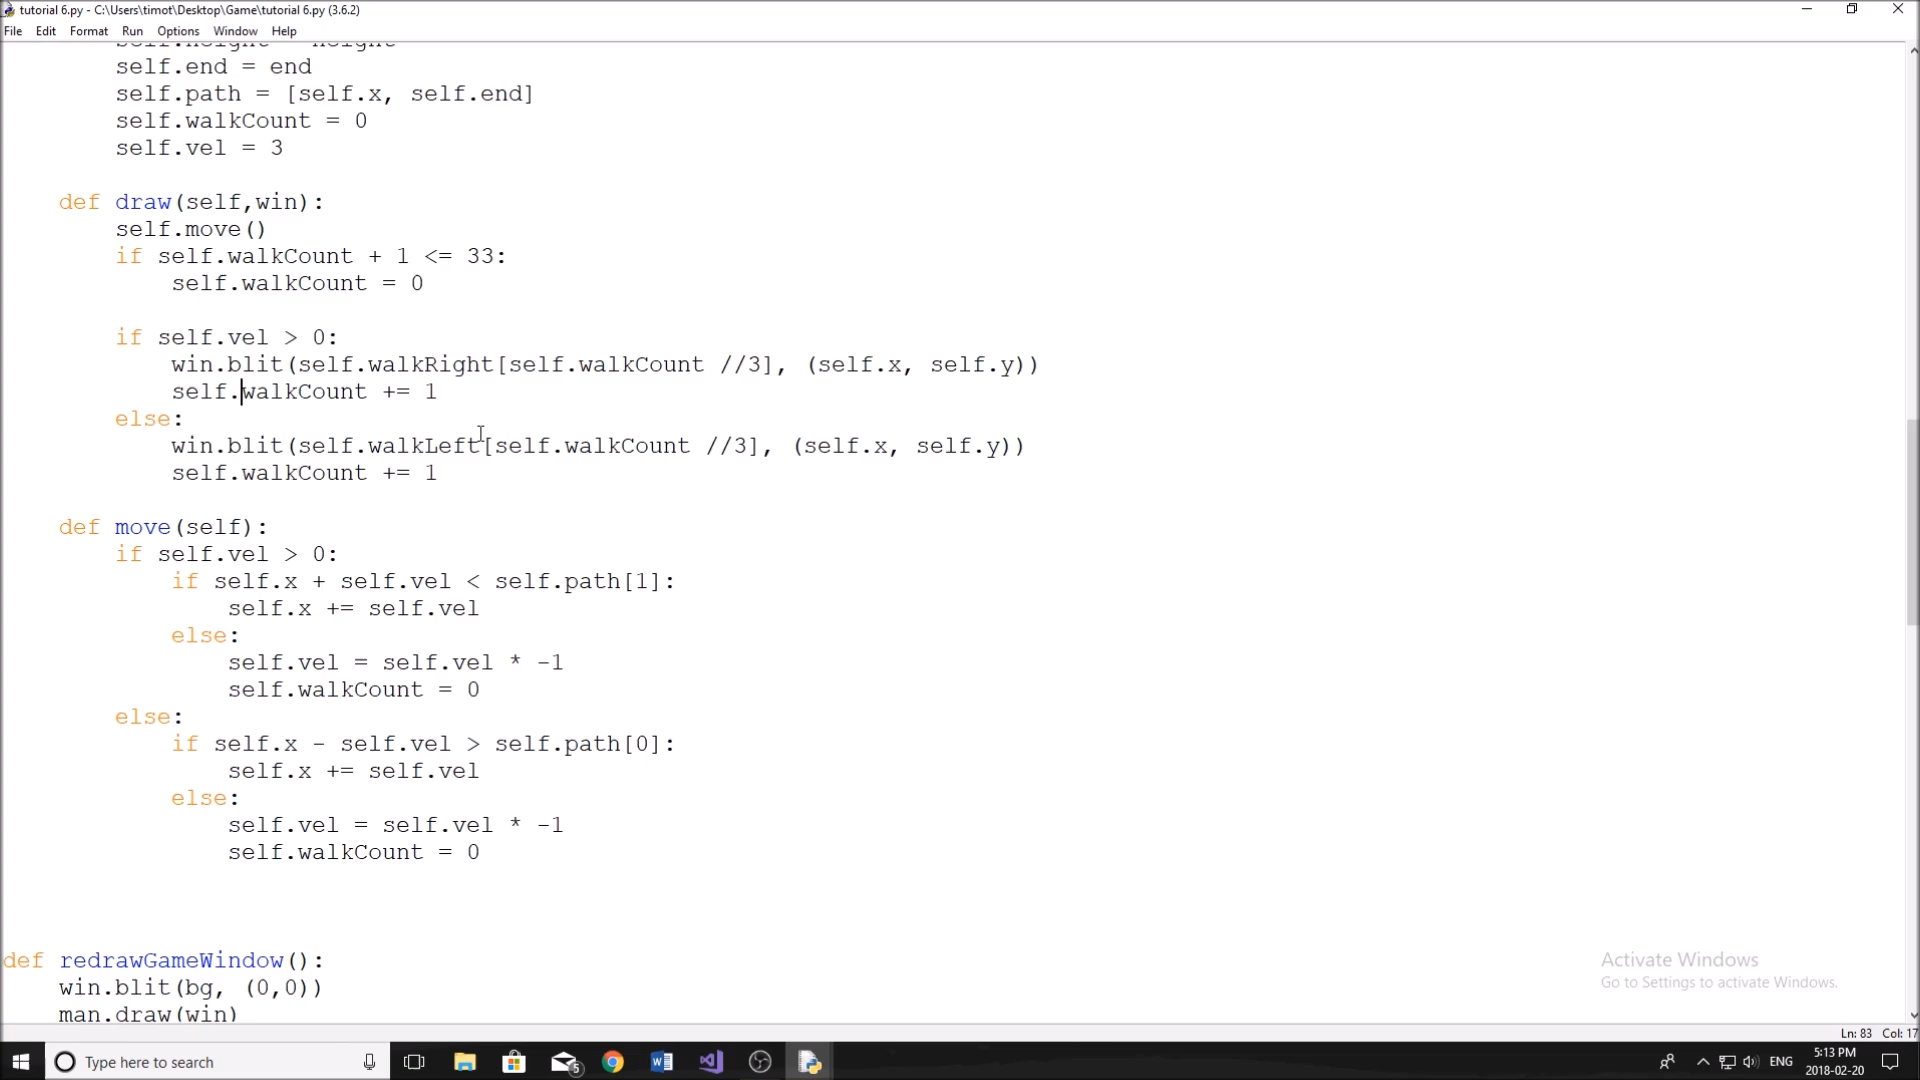 tutorial 6.py - C:\Users\timot\Desktop\Game\tutorial 6.py (3.6.2)
File Edit Format Run Options Window Help
self.height = height
        self.end = end
        self.path = [self.x, self.end]
        self.walkCount = 0
        self.vel = 3
    def draw(self,win):
        self.move()
        if self.walkCount + 1 <= 33:
            self.walkCount = 0
        if self.vel > 0:
            win.blit(self.walkRight[self.walkCount //3], (self.x, self.y))
            self.walkCount += 1
        else:
            win.blit(self.walkLeft[self.walkCount //3], (self.x, self.y))
            self.walkCount += 1
    def move(self):
        if self.vel > 0:
            if self.x + self.vel < self.path[1]:
                self.x += self.vel
            else:
                self.vel = self.vel * -1
                self.walkCount = 0
        else:
            if self.x - self.vel > self.path[0]:
                self.x += self.vel
            else:
                self.vel = self.vel * -1
                self.walkCount = 0
def redrawGameWindow():
    win.blit(bg, (0,0))
    man.draw(win)
Activate Windows
Go to Settings to activate Windows.
Ln: 83 Col: 17
Type here to search
5
ENG
5:13 PM
2018-02-20